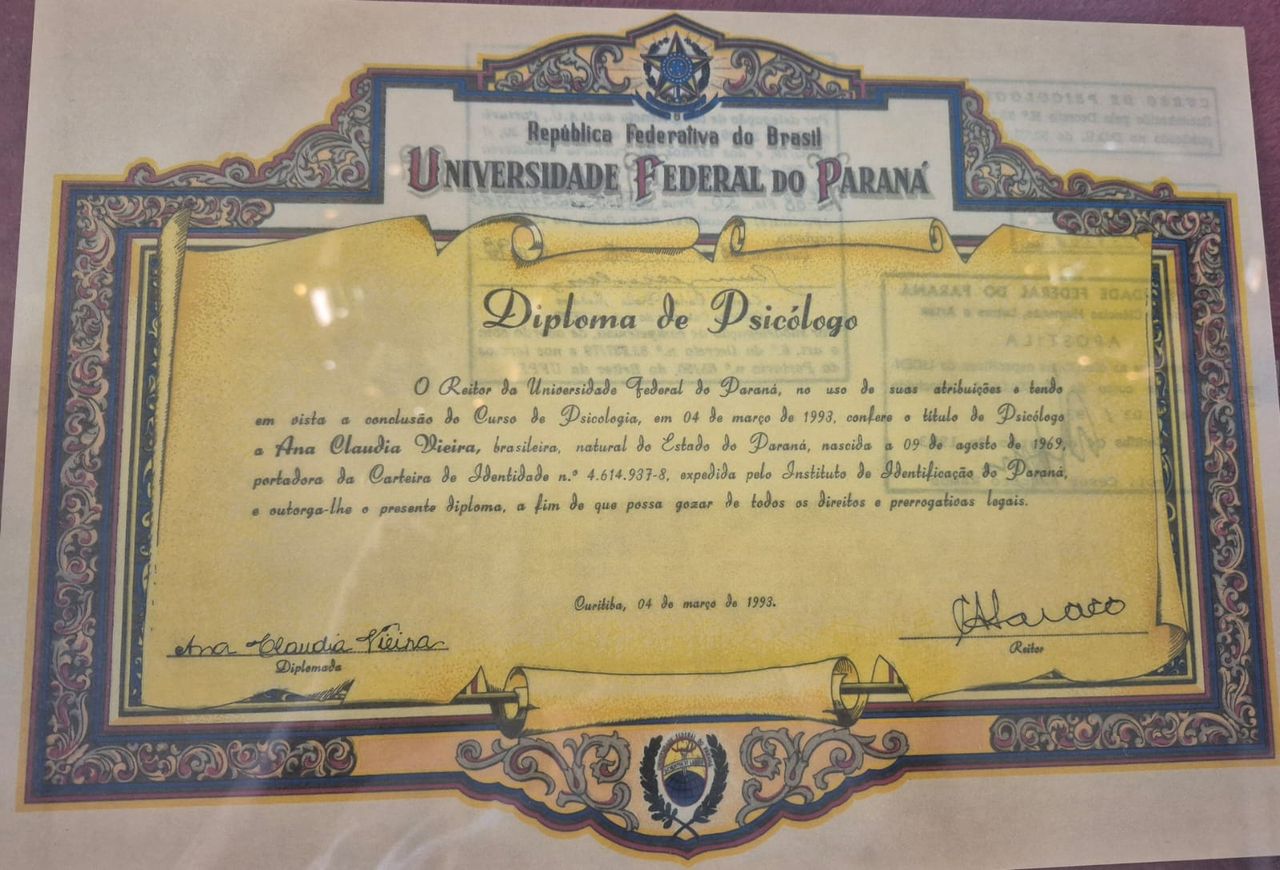 República Federativa do Brasil
UNIVERSIDADE FEDERAL DO PARANÁ
Diploma de Psicólogo
O Reitor da Universidade Federal do Paraná, no uso de suas atribuições e tendo
em vista a conclusão do Curso de Psicologia, em 04 de março de 1993, confere o título de Psicólogo
a Ana Claudia Vieira, brasileira, natural do Estado do Paraná, nascida a 09 de agosto de 1969,
portadora da Carteira de Identidade n.º 4.614.937-8, expedida pelo Instituto de Identificação do Paraná,
e outorga-lhe o presente diploma, a fim de que possa gozar de todos os direitos e prerrogativas legais.
Curitiba, 04 de março de 1993.
Ana Claudia Vieira
Diplomada
Reitor